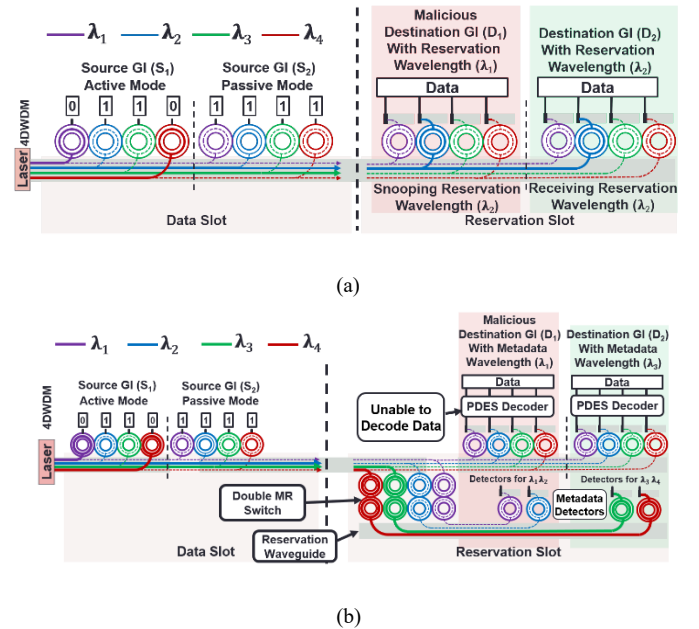 λ₁ λ₂ λ₃ λ₄
Source GI (S₁)
Active Mode
Source GI (S₂)
Passive Mode
0 1 1 0 1 1 1 1
4DWDM
Laser
Data Slot
Malicious
Destination GI (D₁)
With Reservation
Wavelength (λ₁)
Data
Snooping Reservation
Wavelength (λ₂)
Destination GI (D₂)
With Reservation
Wavelength (λ₂)
Data
Receiving Reservation
Wavelength (λ₂)
Reservation Slot
(a)
λ₁ λ₂ λ₃ λ₄
Source GI (S₁)
Active Mode
Source GI (S₂)
Passive Mode
0 1 1 0 1 1 1 1
4DWDM
Laser
Double MR
Switch
Reservation
Waveguide
Data Slot
Unable to
Decode Data
Malicious
Destination GI (D₁)
With Metadata
Wavelength (λ₁)
Data
PDES Decoder
Detectors for λ₁ λ₂
Destination GI (D₂)
With Metadata
Wavelength (λ₃)
Data
PDES Decoder
Detectors for λ₃ λ₄
Metadata
Detectors
Reservation Slot
(b)